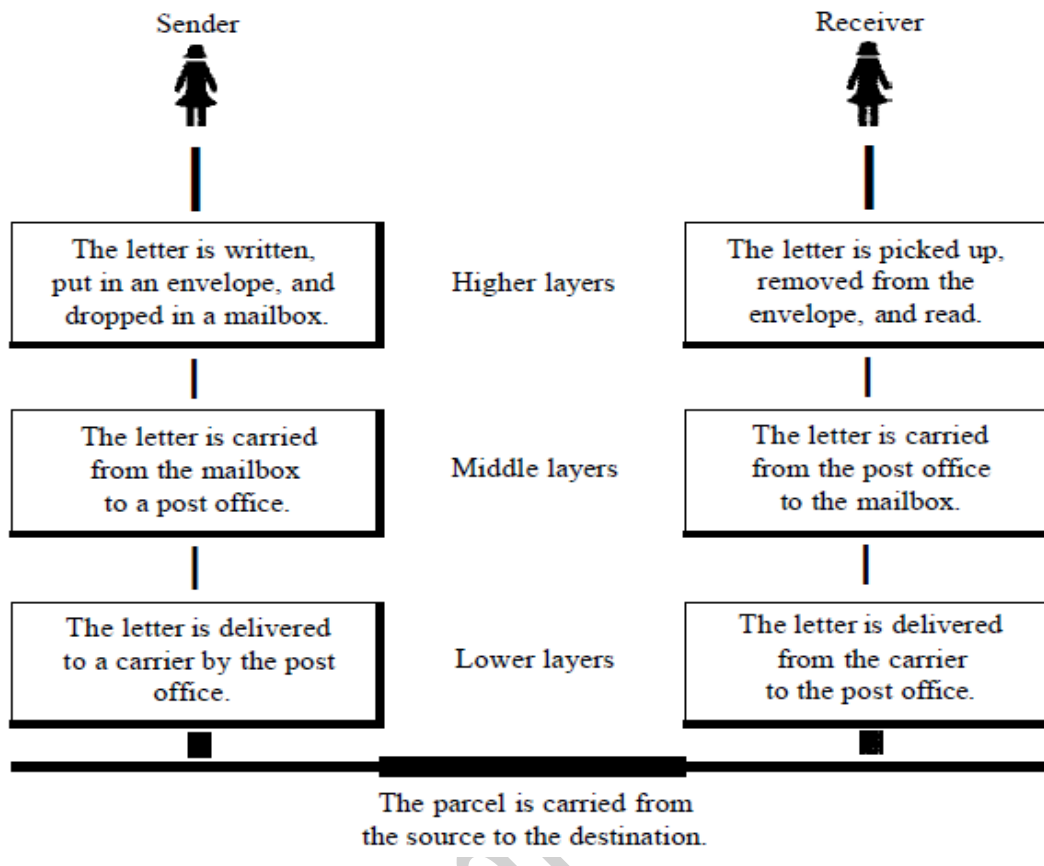 Sender
Receiver
The letter is written,
put in an envelope, and
dropped in a mailbox.
Higher layers
The letter is picked up,
removed from the
envelope, and read.
The letter is carried
from the mailbox
to a post office.
Middle layers
The letter is carried
from the post office
to the mailbox.
The letter is delivered
to a carrier by the post
office.
Lower layers
The letter is delivered
from the carrier
to the post office.
The parcel is carried from
the source to the destination.